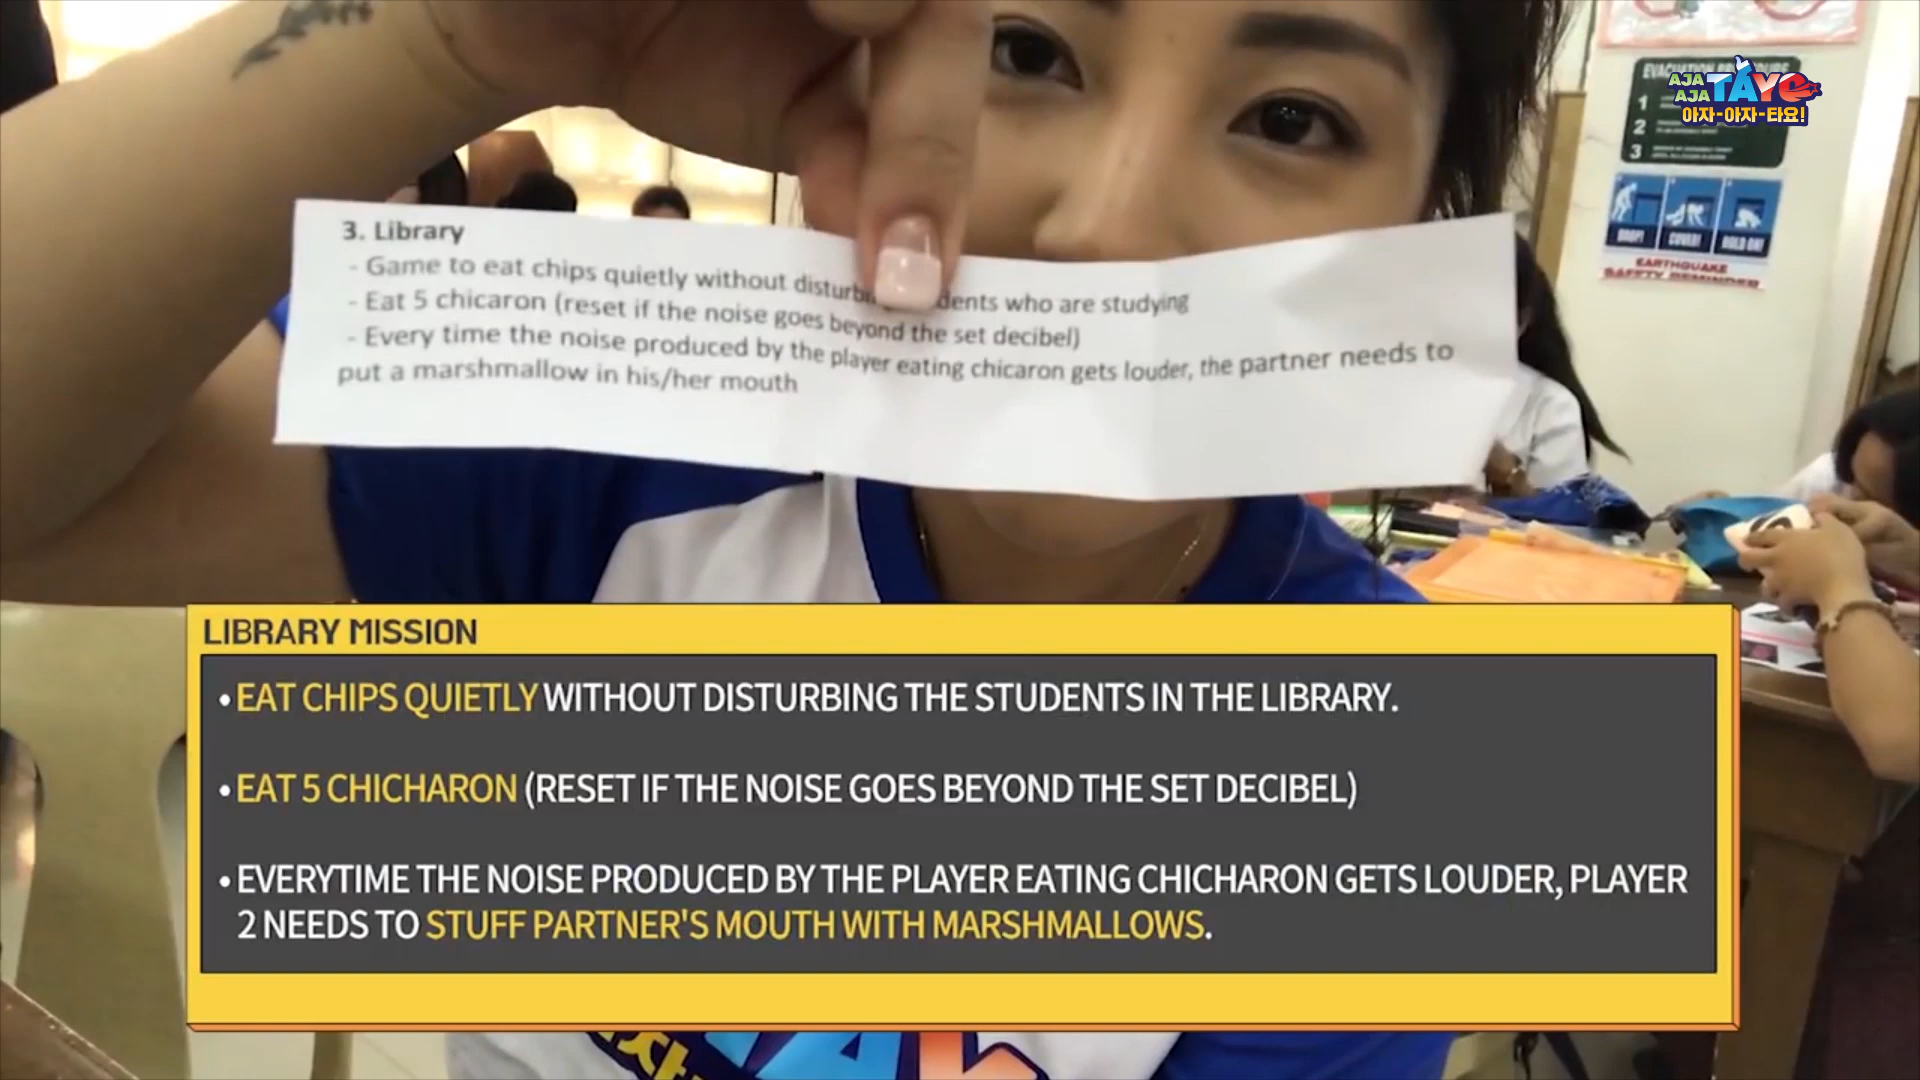 AJA
AJA
TAYO
아자-아자-타요!
EVACUATION PROCEDURES
1
2
3
DROP!
COVER!
HOLD ON!
EARTHQUAKE
SAFETY REMINDER
3. Library
- Game to eat chips quietly without disturbing students who are studying
- Eat 5 chicaron (reset if the noise goes beyond the set decibel)
- Every time the noise produced by the player eating chicaron gets louder, the partner needs to
put a marshmallow in his/her mouth
LIBRARY MISSION
• EAT CHIPS QUIETLY WITHOUT DISTURBING THE STUDENTS IN THE LIBRARY.
• EAT 5 CHICHARON (RESET IF THE NOISE GOES BEYOND THE SET DECIBEL)
• EVERYTIME THE NOISE PRODUCED BY THE PLAYER EATING CHICHARON GETS LOUDER, PLAYER
2 NEEDS TO STUFF PARTNER'S MOUTH WITH MARSHMALLOWS.